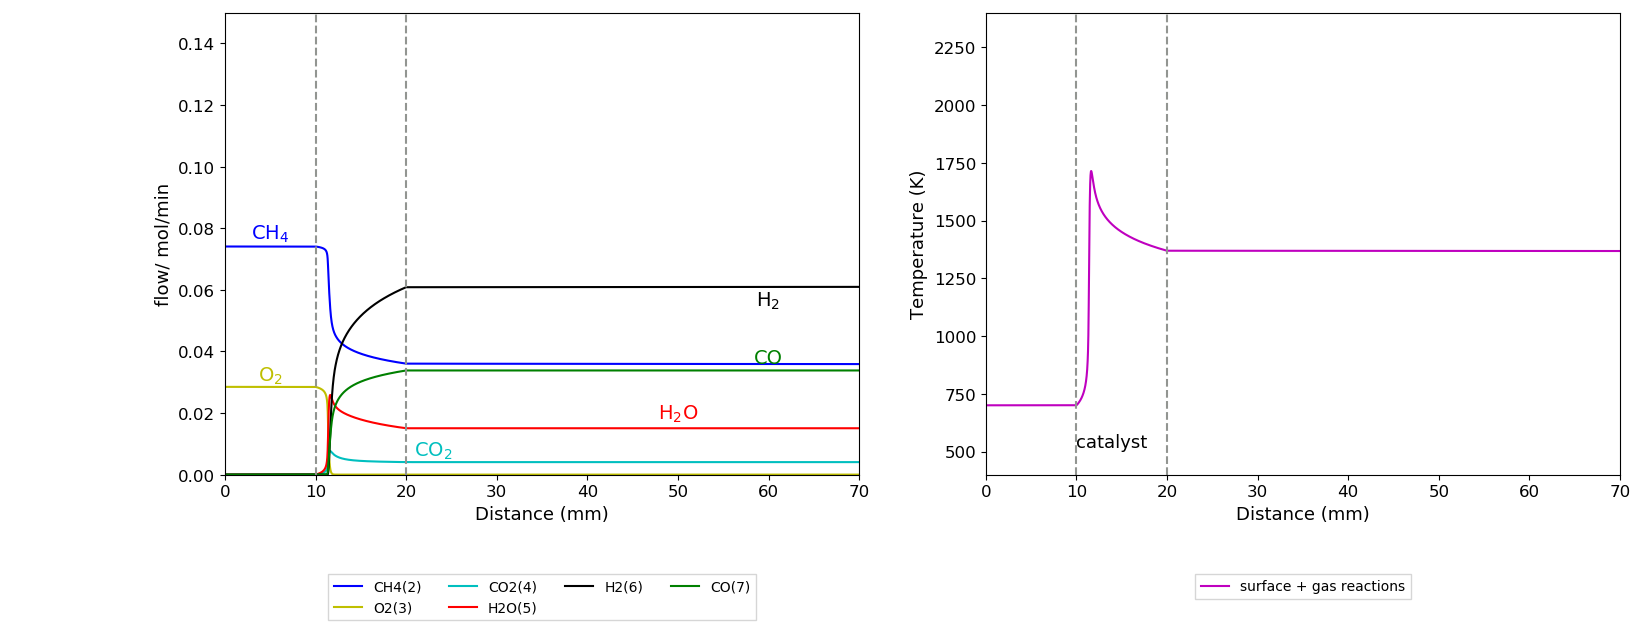 0.14
0.12
0.10
0.08
0.06
0.04
0.02
0.00
flow/ mol/min
CH₄
O₂
H₂
CO
H₂O
CO₂
0 10 20 30 40 50 60 70
Distance (mm)
CH4(2) CO2(4) H2(6) CO(7)
O2(3) H2O(5)
2250
2000
1750
1500
1250
1000
750
500
Temperature (K)
catalyst
0 10 20 30 40 50 60 70
Distance (mm)
surface + gas reactions